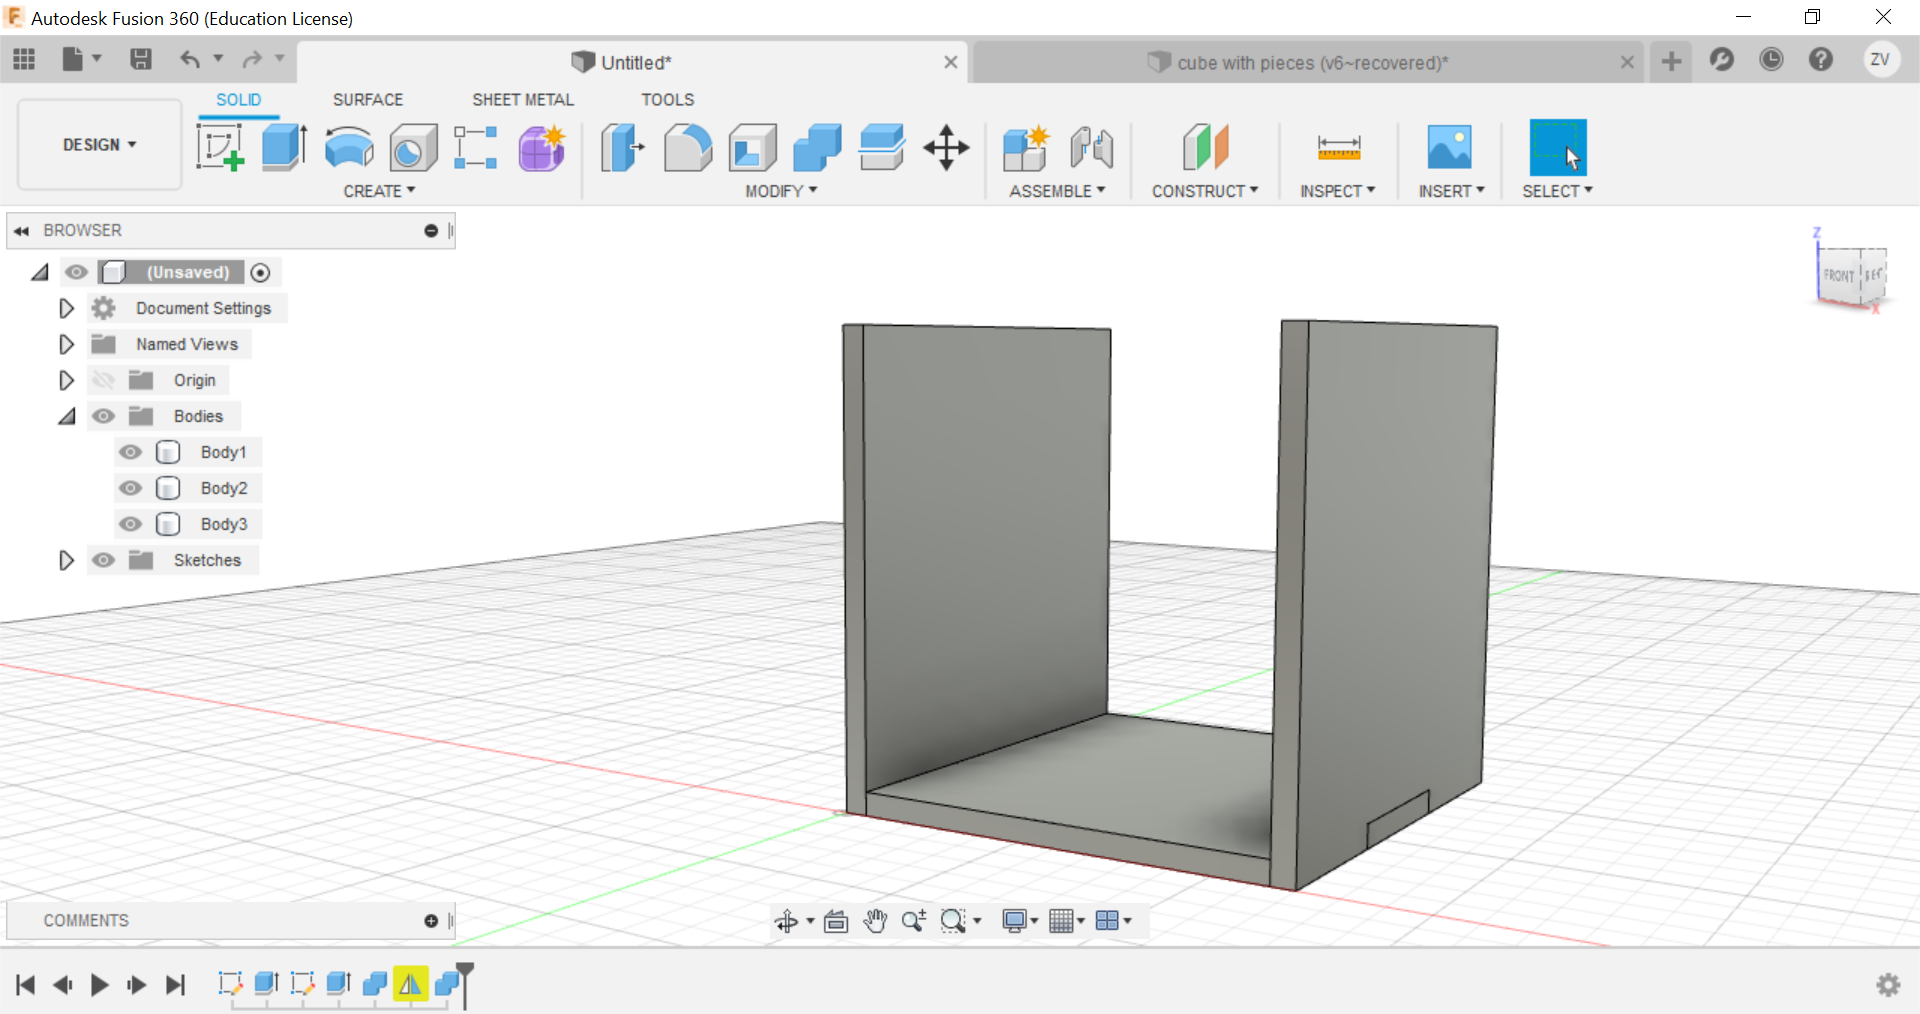 Autodesk Fusion 360 (Education License)
Untitled*
cube with pieces (v6~recovered)*
ZV
SOLID
SURFACE
SHEET METAL
TOOLS
DESIGN
CREATE
MODIFY
ASSEMBLE
CONSTRUCT
INSPECT
INSERT
SELECT
BROWSER
(Unsaved)
Document Settings
Named Views
Origin
Bodies
Body1
Body2
Body3
Sketches
Z
FRONT
X
COMMENTS